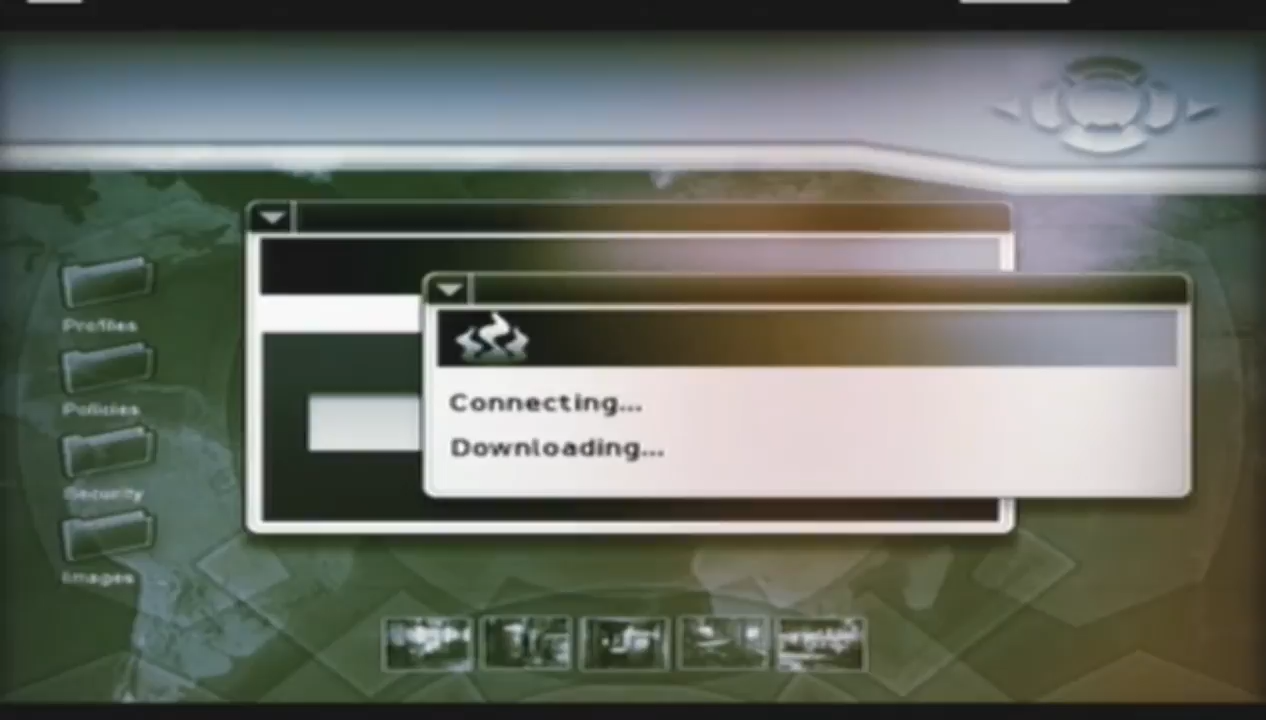 Profiles
Policies
Security
Images
Connecting...
Downloading...